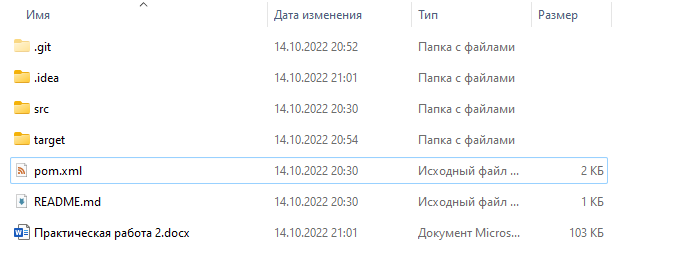 Имя Дата изменения Тип Размер
.git 14.10.2022 20:52 Папка с файлами
.idea 14.10.2022 21:01 Папка с файлами
src 14.10.2022 20:30 Папка с файлами
target 14.10.2022 20:54 Папка с файлами
pom.xml 14.10.2022 20:30 Исходный файл ... 2 КБ
README.md 14.10.2022 20:30 Исходный файл ... 1 КБ
Практическая работа 2.docx 14.10.2022 21:01 Документ Micros... 103 КБ